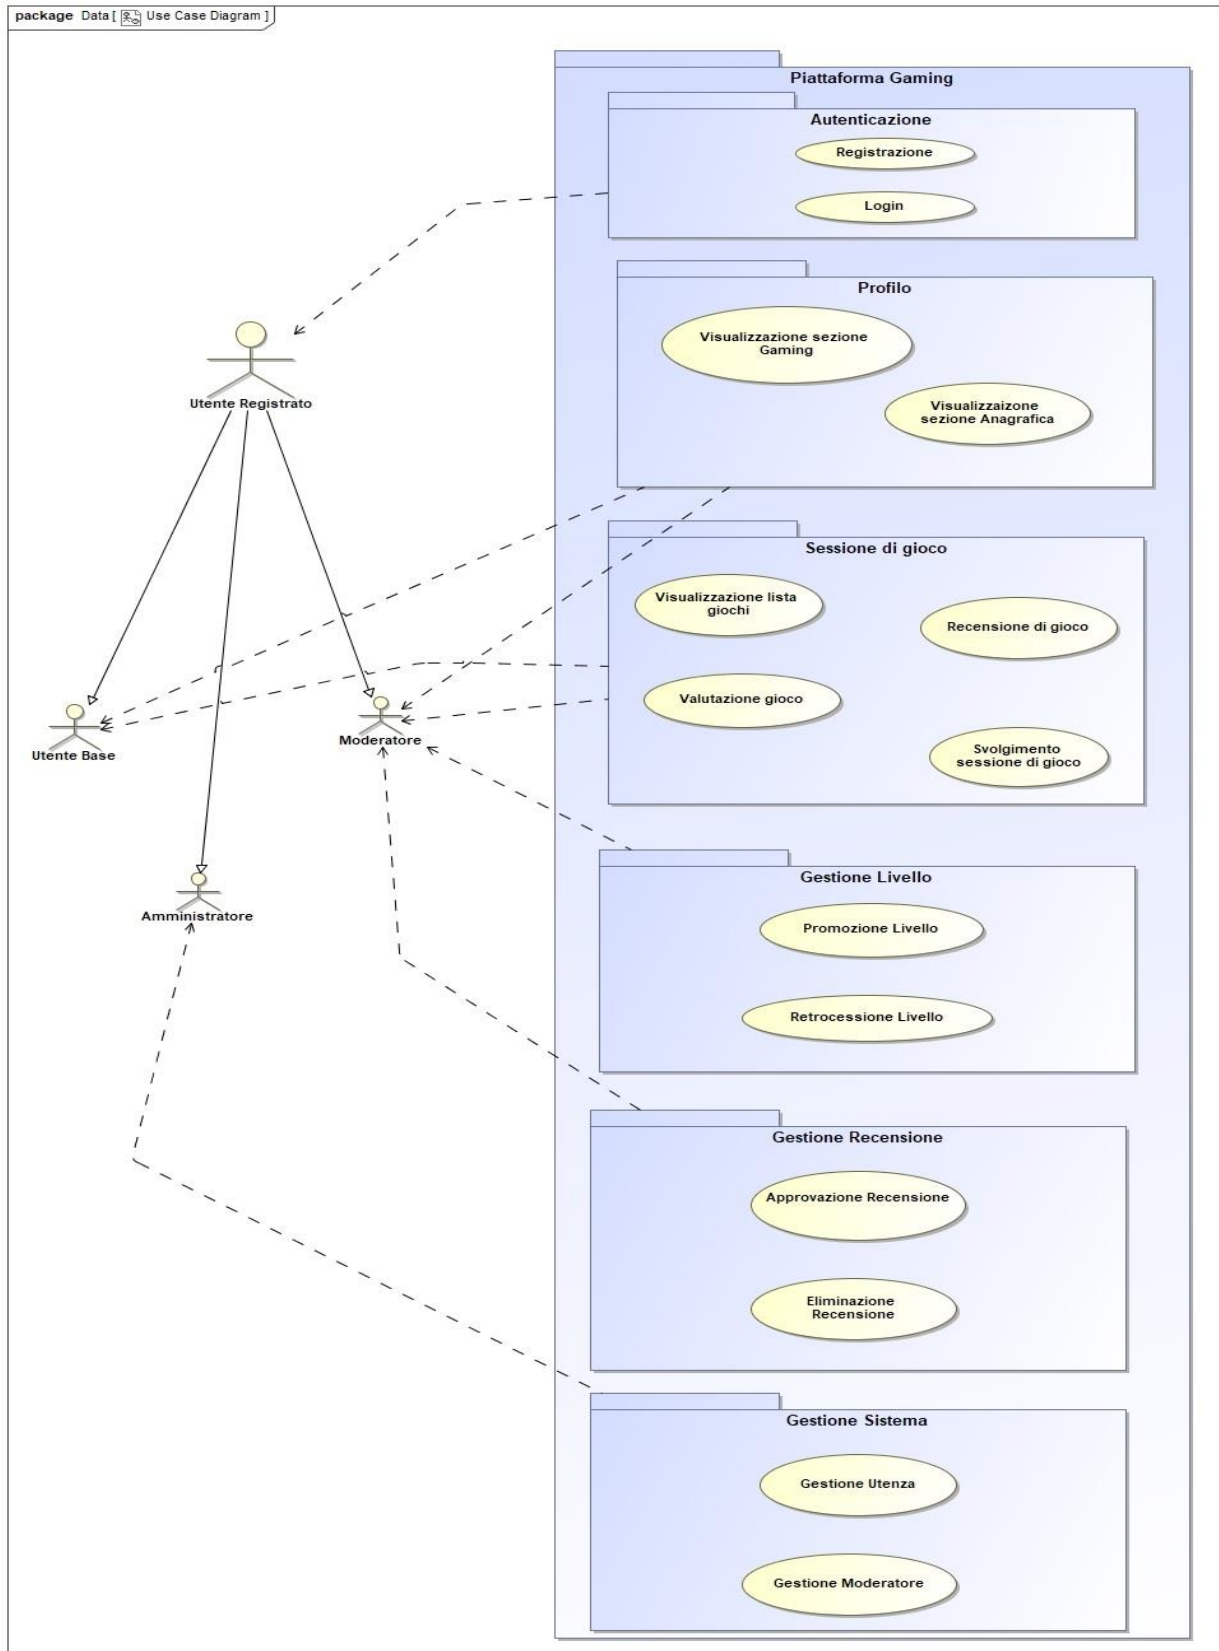 package Data [ Use Case Diagram ]
Piattaforma Gaming
Autenticazione
Registrazione
Login
Profilo
Visualizzazione sezione
Gaming
Visualizzaizone
sezione Anagrafica
Utente Registrato
Sessione di gioco
Visualizzazione lista
giochi
Recensione di gioco
Valutazione gioco
Svolgimento
sessione di gioco
Utente Base
Moderatore
Amministratore
Gestione Livello
Promozione Livello
Retrocessione Livello
Gestione Recensione
Approvazione Recensione
Eliminazione
Recensione
Gestione Sistema
Gestione Utenza
Gestione Moderatore